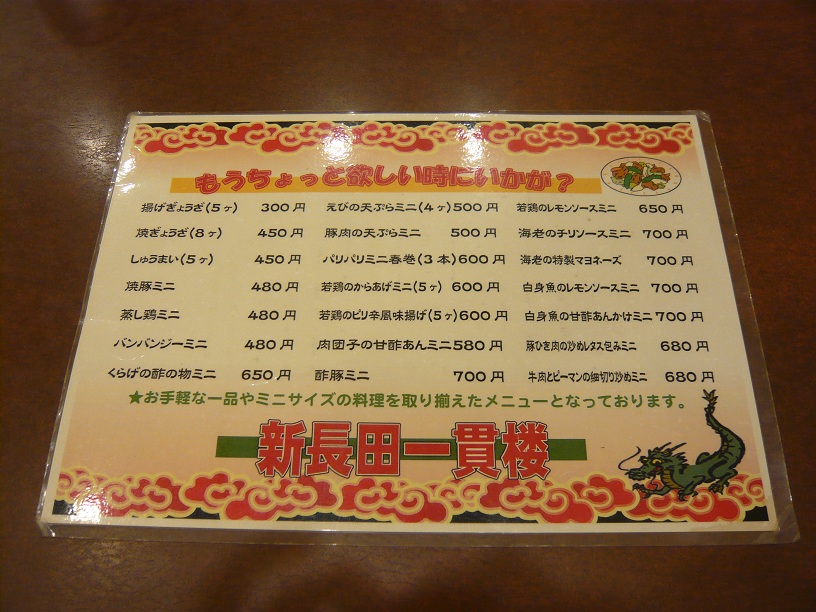 もうちょっと欲しい時にいかが？
揚げぎょうざ(5ヶ) 300円
焼ぎょうざ(8ヶ) 450円
しゅうまい(5ヶ) 450円
焼豚ミニ 480円
蒸し鶏ミニ 480円
バンバンジーミニ 480円
くらげの酢の物ミニ 650円
えびの天ぷらミニ(4ヶ) 500円
豚肉の天ぷらミニ 500円
パリパリミニ春巻(3本) 600円
若鶏のからあげミニ(5ヶ) 600円
若鶏のピリ辛風味揚げ(5ヶ) 600円
肉団子の甘酢あんミニ 580円
酢豚ミニ 700円
若鶏のレモンソースミニ 650円
海老のチリソースミニ 700円
海老の特製マヨネーズ 700円
白身魚のレモンソースミニ 700円
白身魚の甘酢あんかけミニ 700円
豚ひき肉の炒めレタス包みミニ 680円
牛肉とピーマンの細切り炒めミニ 680円
★お手軽な一品やミニサイズの料理を取り揃えたメニューとなっております。
新長田一貫楼